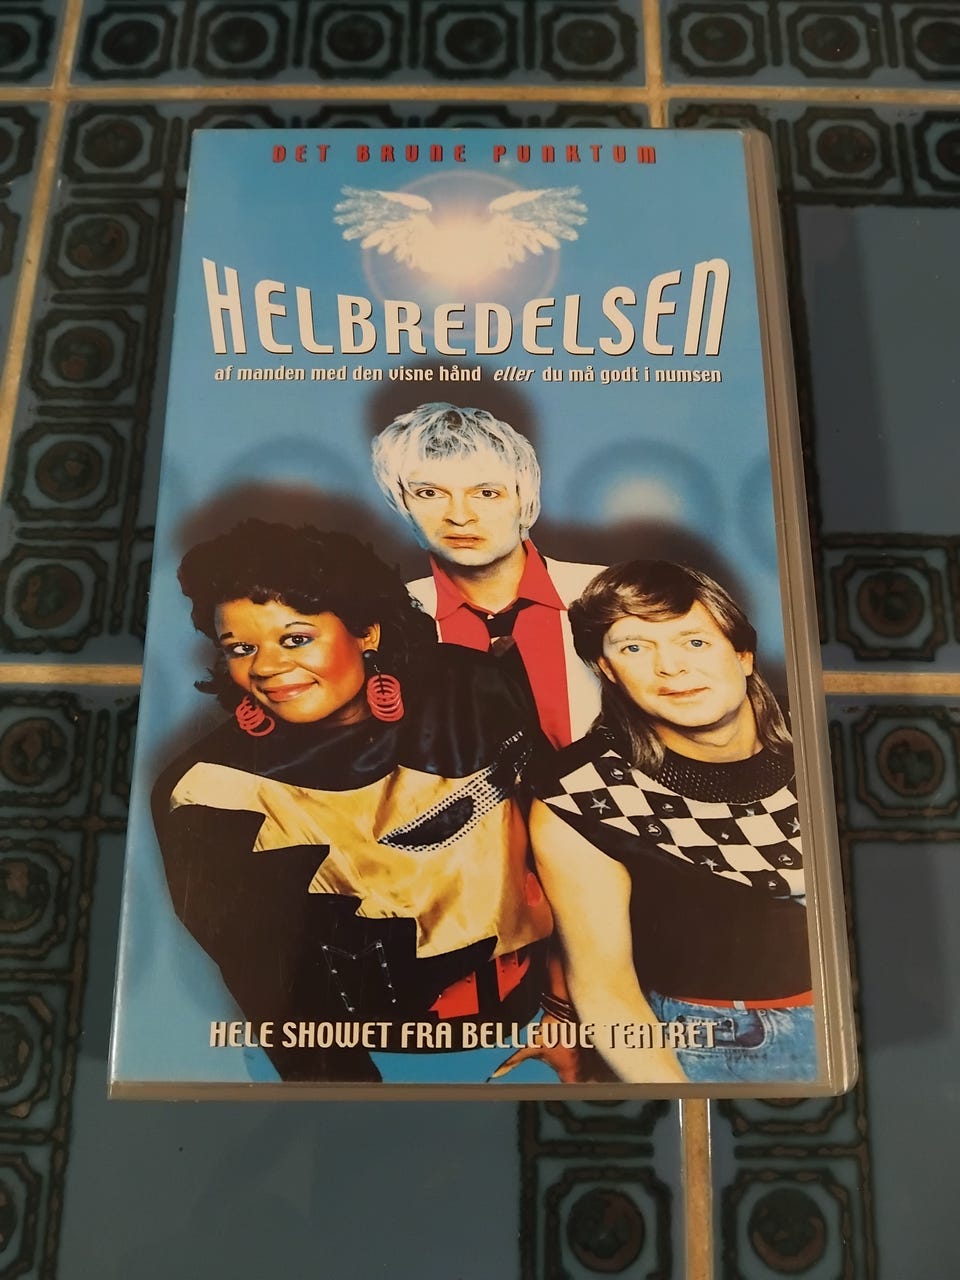 DET BRUNE PUNKTUM
HELBREDELSEN
af manden med den visne hånd eller du må godt i numsen
HELE SHOWET FRA BELLEVUE TEATRET